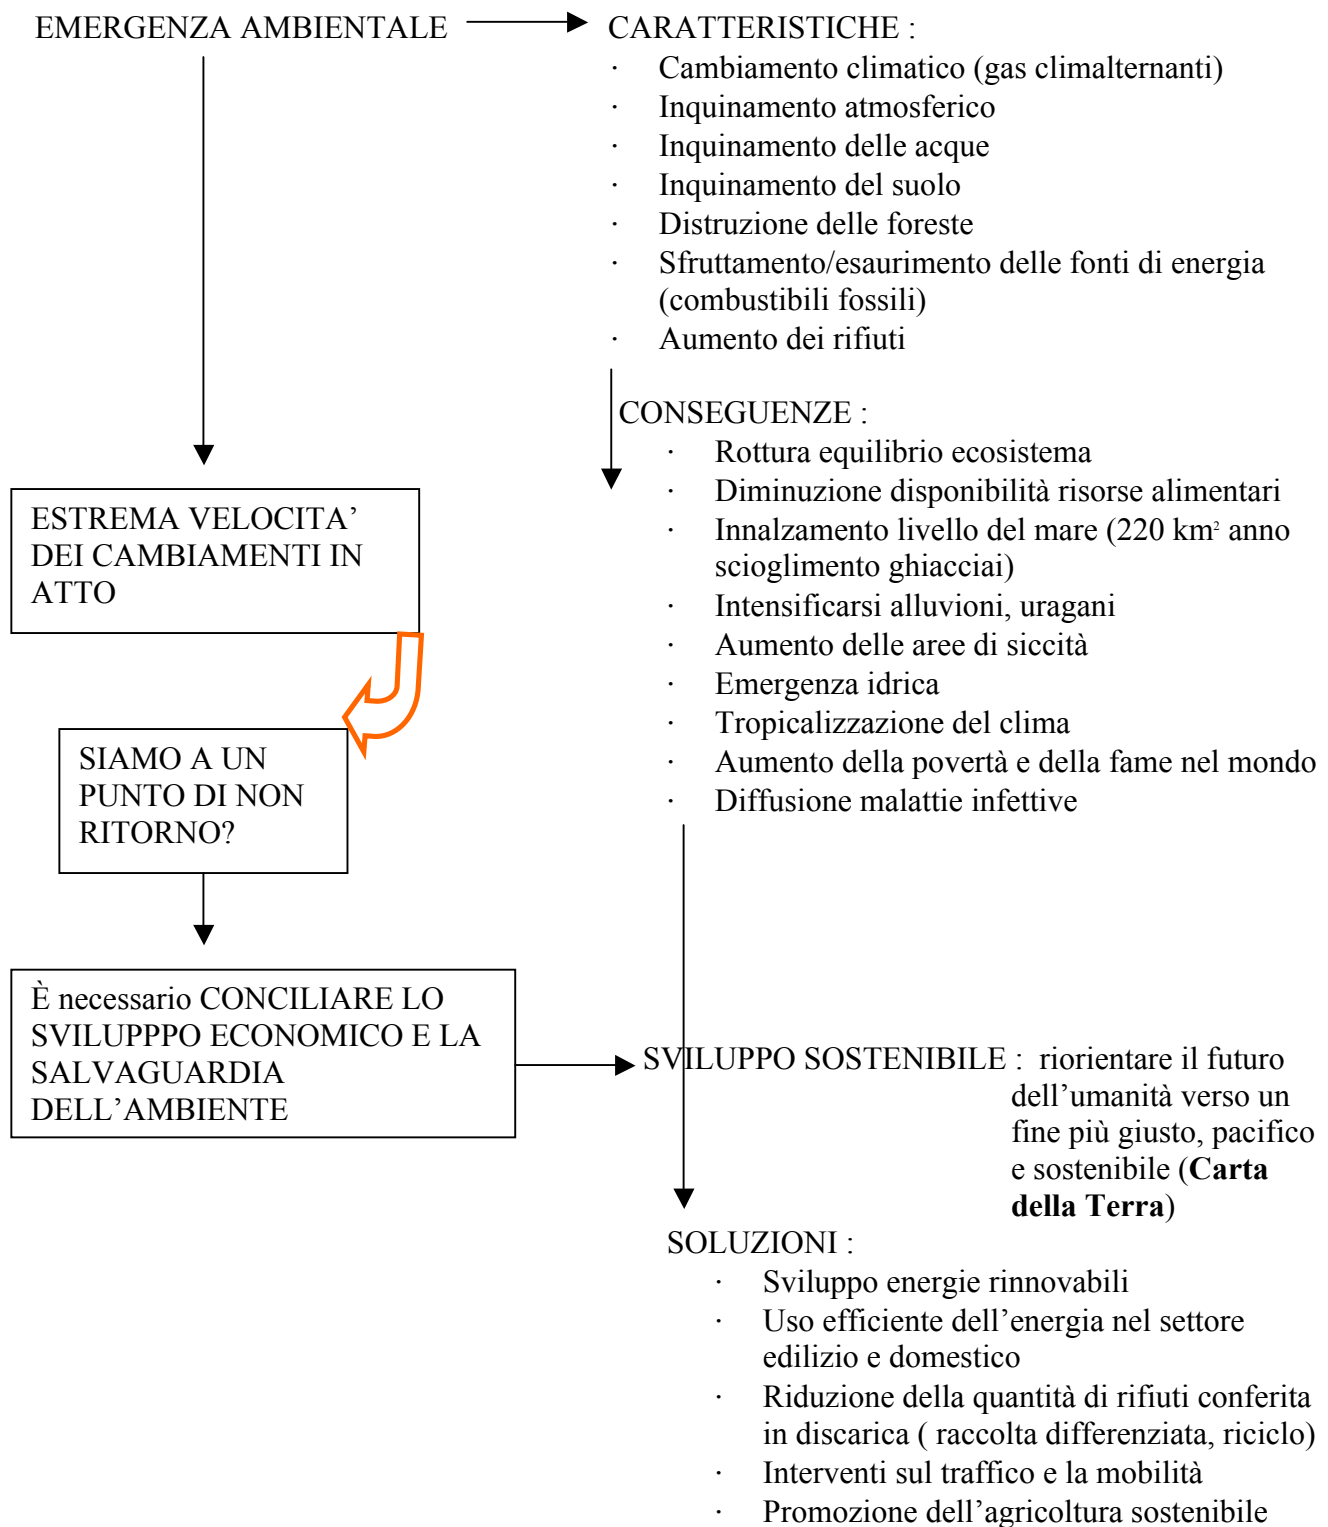 EMERGENZA AMBIENTALE
CARATTERISTICHE :
· Cambiamento climatico (gas climalternanti)
· Inquinamento atmosferico
· Inquinamento delle acque
· Inquinamento del suolo
· Distruzione delle foreste
· Sfruttamento/esaurimento delle fonti di energia
(combustibili fossili)
· Aumento dei rifiuti
CONSEGUENZE :
· Rottura equilibrio ecosistema
· Diminuzione disponibilità risorse alimentari
· Innalzamento livello del mare (220 km² anno
scioglimento ghiacciai)
· Intensificarsi alluvioni, uragani
· Aumento delle aree di siccità
· Emergenza idrica
· Tropicalizzazione del clima
· Aumento della povertà e della fame nel mondo
· Diffusione malattie infettive
ESTREMA VELOCITA’
DEI CAMBIAMENTI IN
ATTO
SIAMO A UN
PUNTO DI NON
RITORNO?
È necessario CONCILIARE LO
SVILUPPPO ECONOMICO E LA
SALVAGUARDIA
DELL’AMBIENTE
SVILUPPO SOSTENIBILE : riorientare il futuro
dell’umanità verso un
fine più giusto, pacifico
e sostenibile (Carta
della Terra)
SOLUZIONI :
· Sviluppo energie rinnovabili
· Uso efficiente dell’energia nel settore
edilizio e domestico
· Riduzione della quantità di rifiuti conferita
in discarica ( raccolta differenziata, riciclo)
· Interventi sul traffico e la mobilità
· Promozione dell’agricoltura sostenibile